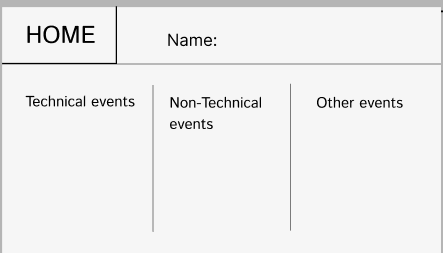 HOME
Name:
Technical events
Non-Technical
events
Other events